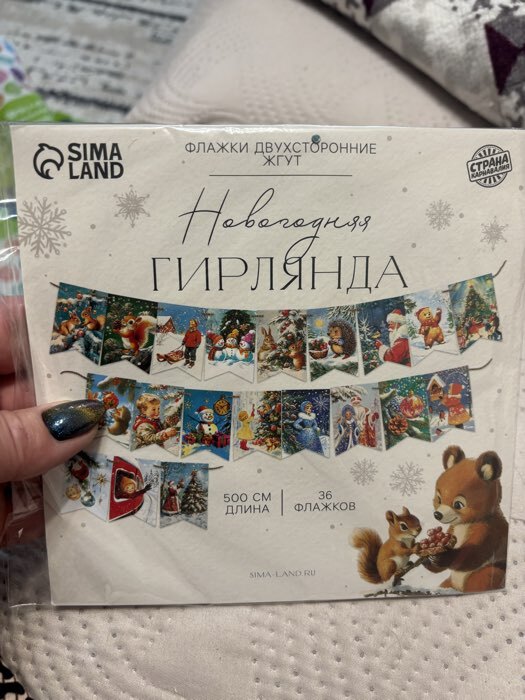 SIMA
LAND
ФЛАЖКИ ДВУХСТОРОННИЕ
ЖГУТ
СТРАНА
КАРНАВАЛИЯ
Новогодняя
ГИРЛЯНДА
500 СМ
ДЛИНА
36
ФЛАЖКОВ
SIMA-LAND.RU